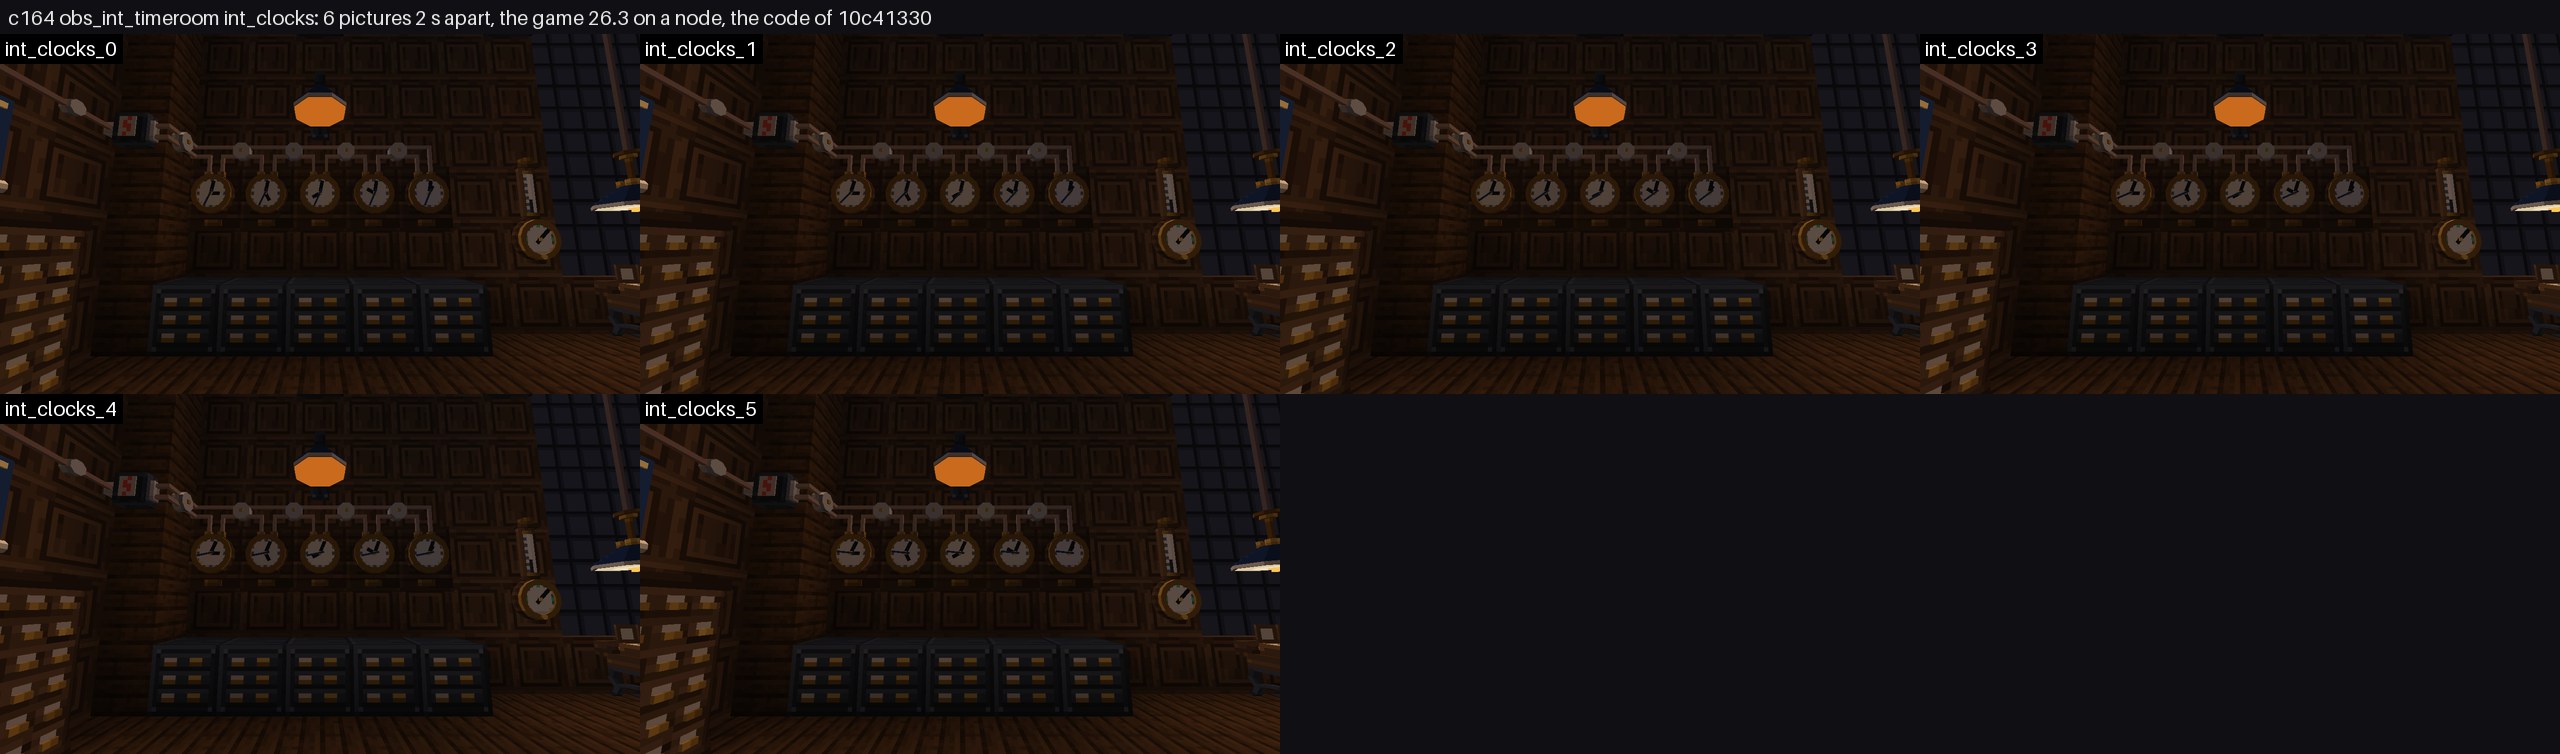 c164 obs_int_timeroom int_clocks: 6 pictures 2 s apart, the game 26.3 on a node, the code of 10c41330
int_clocks_0
int_clocks_1
int_clocks_2
int_clocks_3
int_clocks_4
int_clocks_5